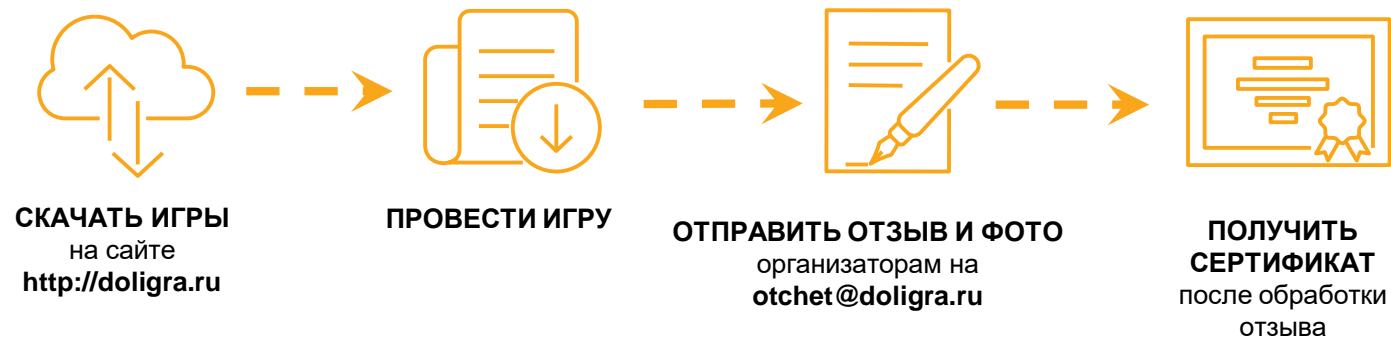 СКАЧАТЬ ИГРЫ
на сайте
http://doligra.ru
ПРОВЕСТИ ИГРУ
ОТПРАВИТЬ ОТЗЫВ И ФОТО
организаторам на
otchet@doligra.ru
ПОЛУЧИТЬ
СЕРТИФИКАТ
после обработки
отзыва